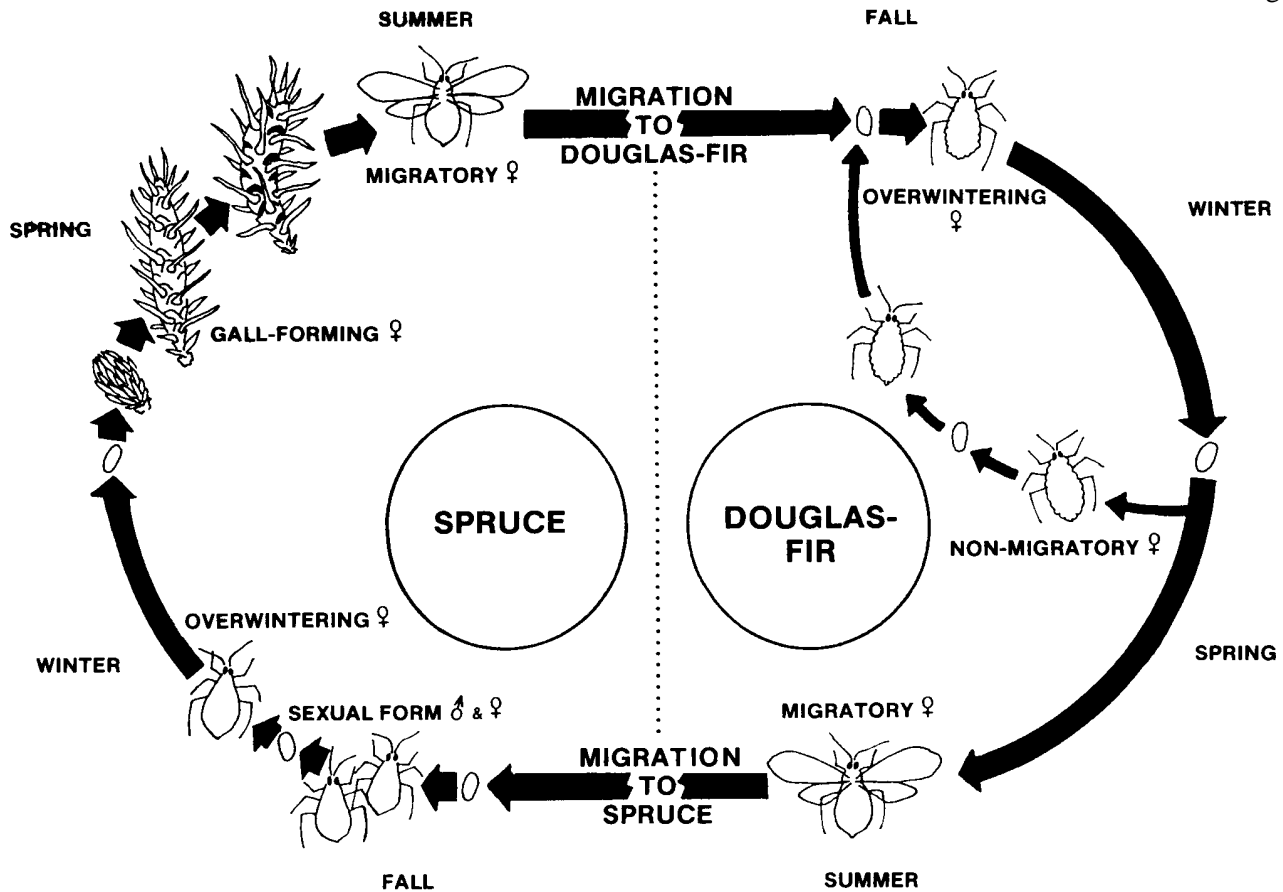 SUMMER
FALL
MIGRATION
TO
DOUGLAS-FIR
MIGRATORY ♀
OVERWINTERING
♀
WINTER
SPRING
GALL-FORMING ♀
SPRUCE
DOUGLAS-
FIR
NON-MIGRATORY ♀
OVERWINTERING ♀
WINTER
SPRING
SEXUAL FORM ♂ & ♀
MIGRATORY ♀
MIGRATION
TO
SPRUCE
FALL
SUMMER